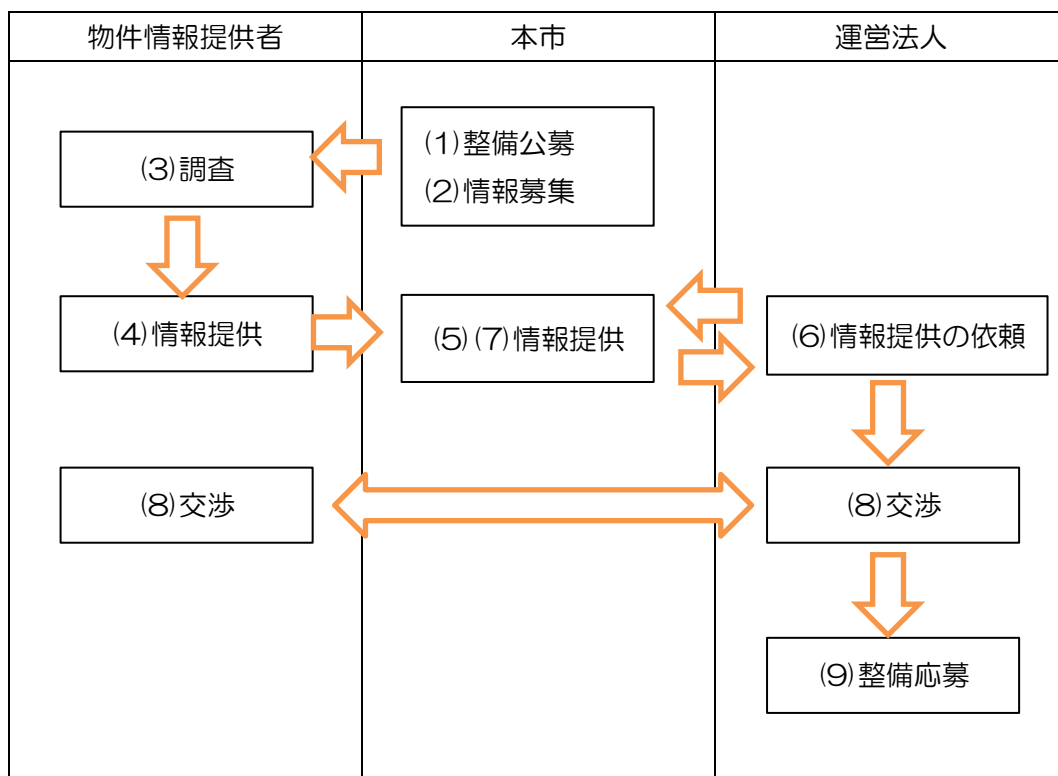 物件情報提供者
本市
運営法人
(1)整備公募
(2)情報募集
(3)調査
(4)情報提供
(5)(7)情報提供
(6)情報提供の依頼
(8)交渉
(8)交渉
(9)整備応募